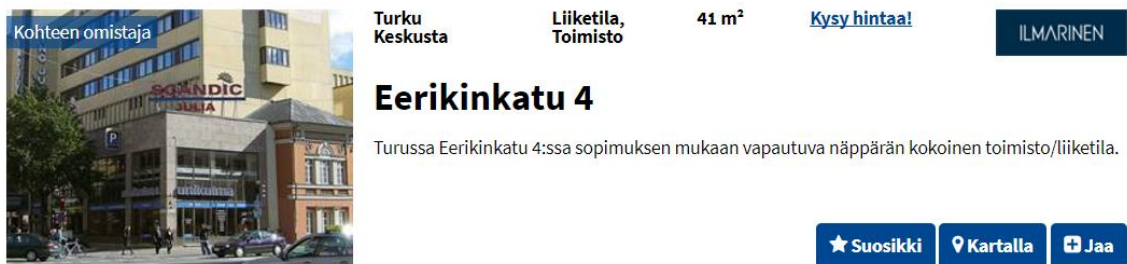 Kohteen omistaja
SCANDIC
JULIA
P
unikulma
Turku
Keskusta
Liiketila,
Toimisto
41 m²
Kysy hintaa!
ILMARINEN
Eerikinkatu 4
Turussa Eerikinkatu 4:ssa sopimuksen mukaan vapautuva näppärän kokoinen toimisto/liiketila.
Suosikki
Kartalla
Jaa